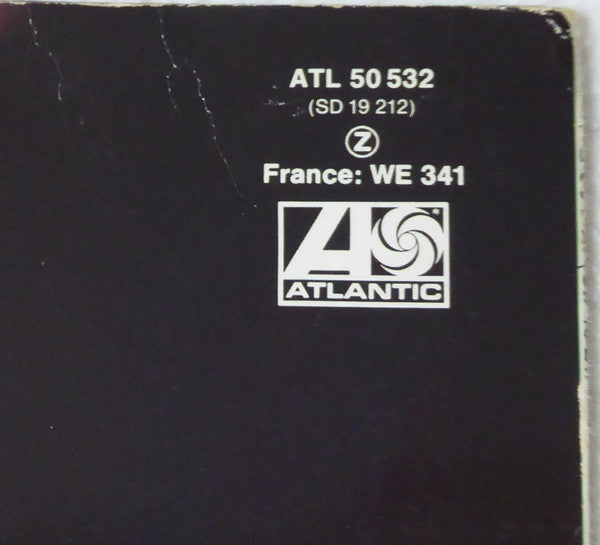 ATL 50 532
(SD 19 212)
Z
France: WE 341
A
®
ATLANTIC